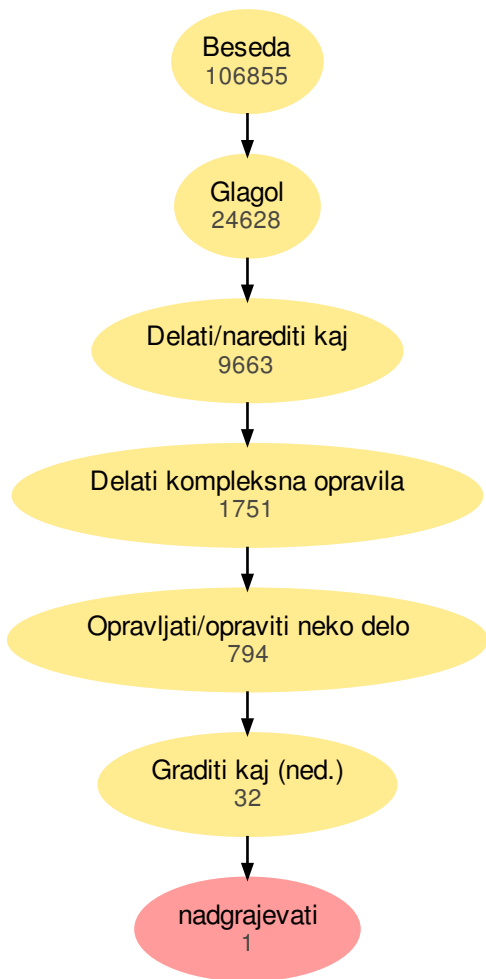 Beseda
106855
Glagol
24628
Delati/narediti kaj
9663
Delati kompleksna opravila
1751
Opravljati/opraviti neko delo
794
Graditi kaj (ned.)
32
nadgrajevati
1